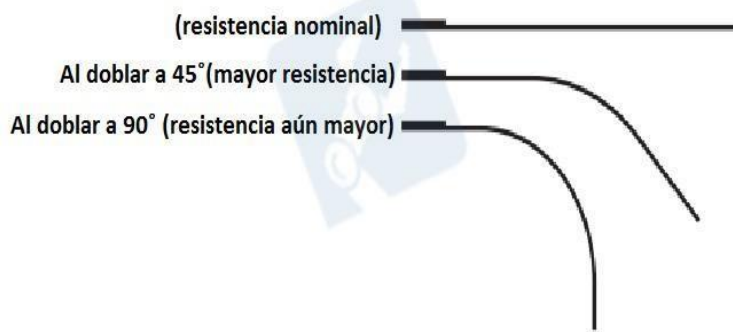 (resistencia nominal)
Al doblar a 45˚(mayor resistencia)
Al doblar a 90˚ (resistencia aún mayor)